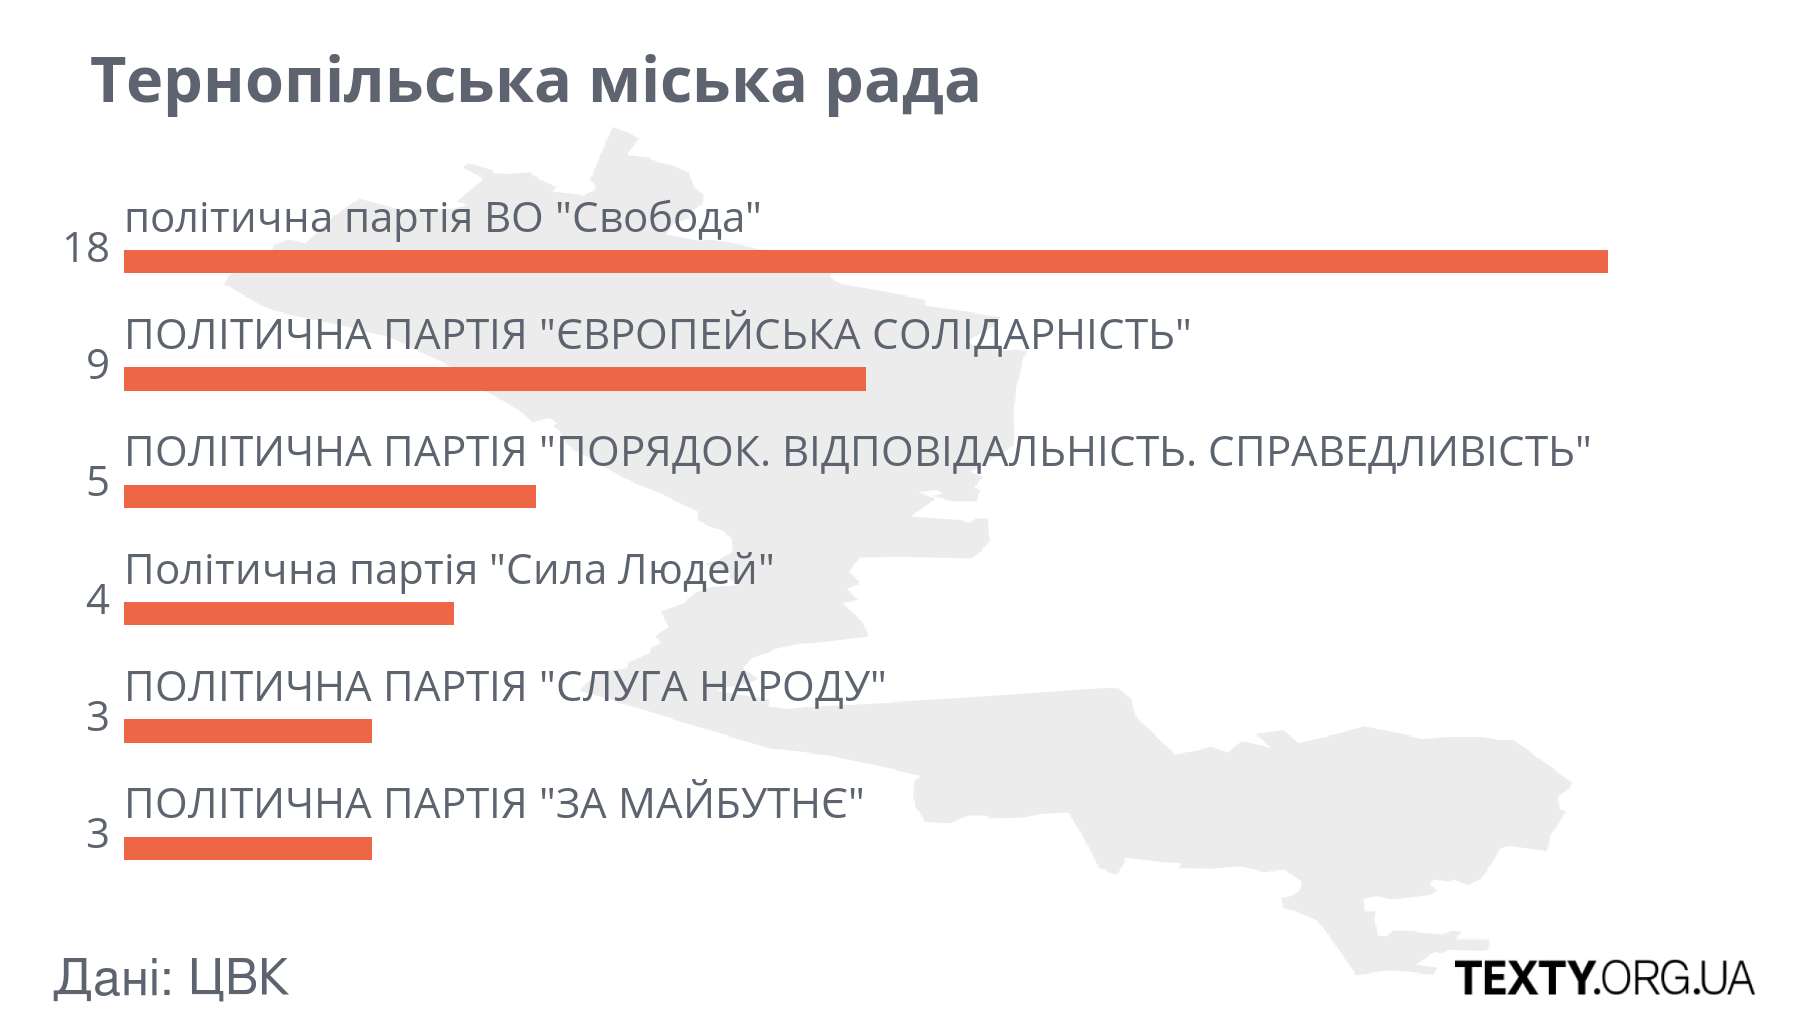 Тернопільська міська рада
політична партія ВО "Свобода"
18
ПОЛІТИЧНА ПАРТІЯ "ЄВРОПЕЙСЬКА СОЛІДАРНІСТЬ"
9
ПОЛІТИЧНА ПАРТІЯ "ПОРЯДОК. ВІДПОВІДАЛЬНІСТЬ. СПРАВЕДЛИВІСТЬ"
5
Політична партія "Сила Людей"
4
ПОЛІТИЧНА ПАРТІЯ "СЛУГА НАРОДУ"
3
ПОЛІТИЧНА ПАРТІЯ "ЗА МАЙБУТНЄ"
3
Дані: ЦВК
TEXTY.ORG.UA